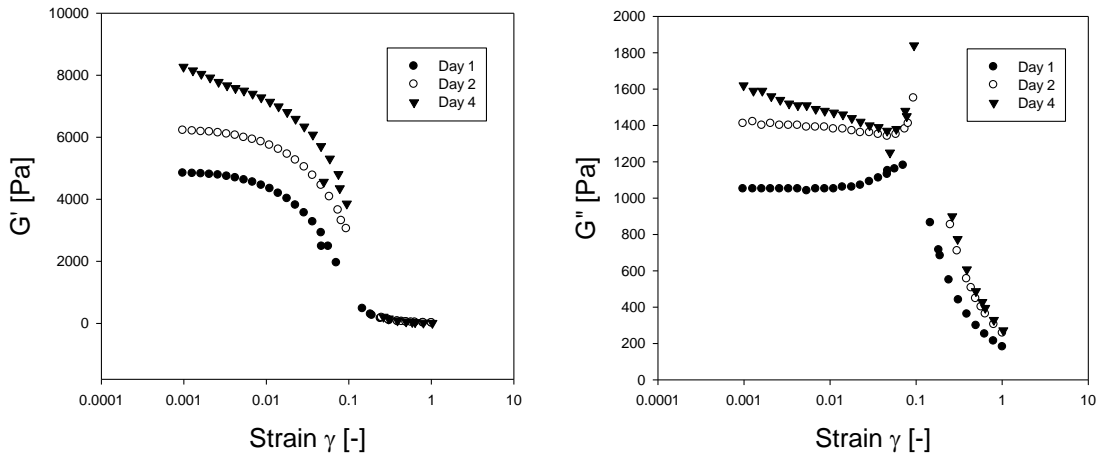 10000
8000
6000
4000
2000
0
G' [Pa]
Day 1
Day 2
Day 4
0.0001 0.001 0.01 0.1 1 10
Strain γ [-]
2000
1800
1600
1400
1200
1000
800
600
400
200
0
G'' [Pa]
Day 1
Day 2
Day 4
0.0001 0.001 0.01 0.1 1 10
Strain γ [-]